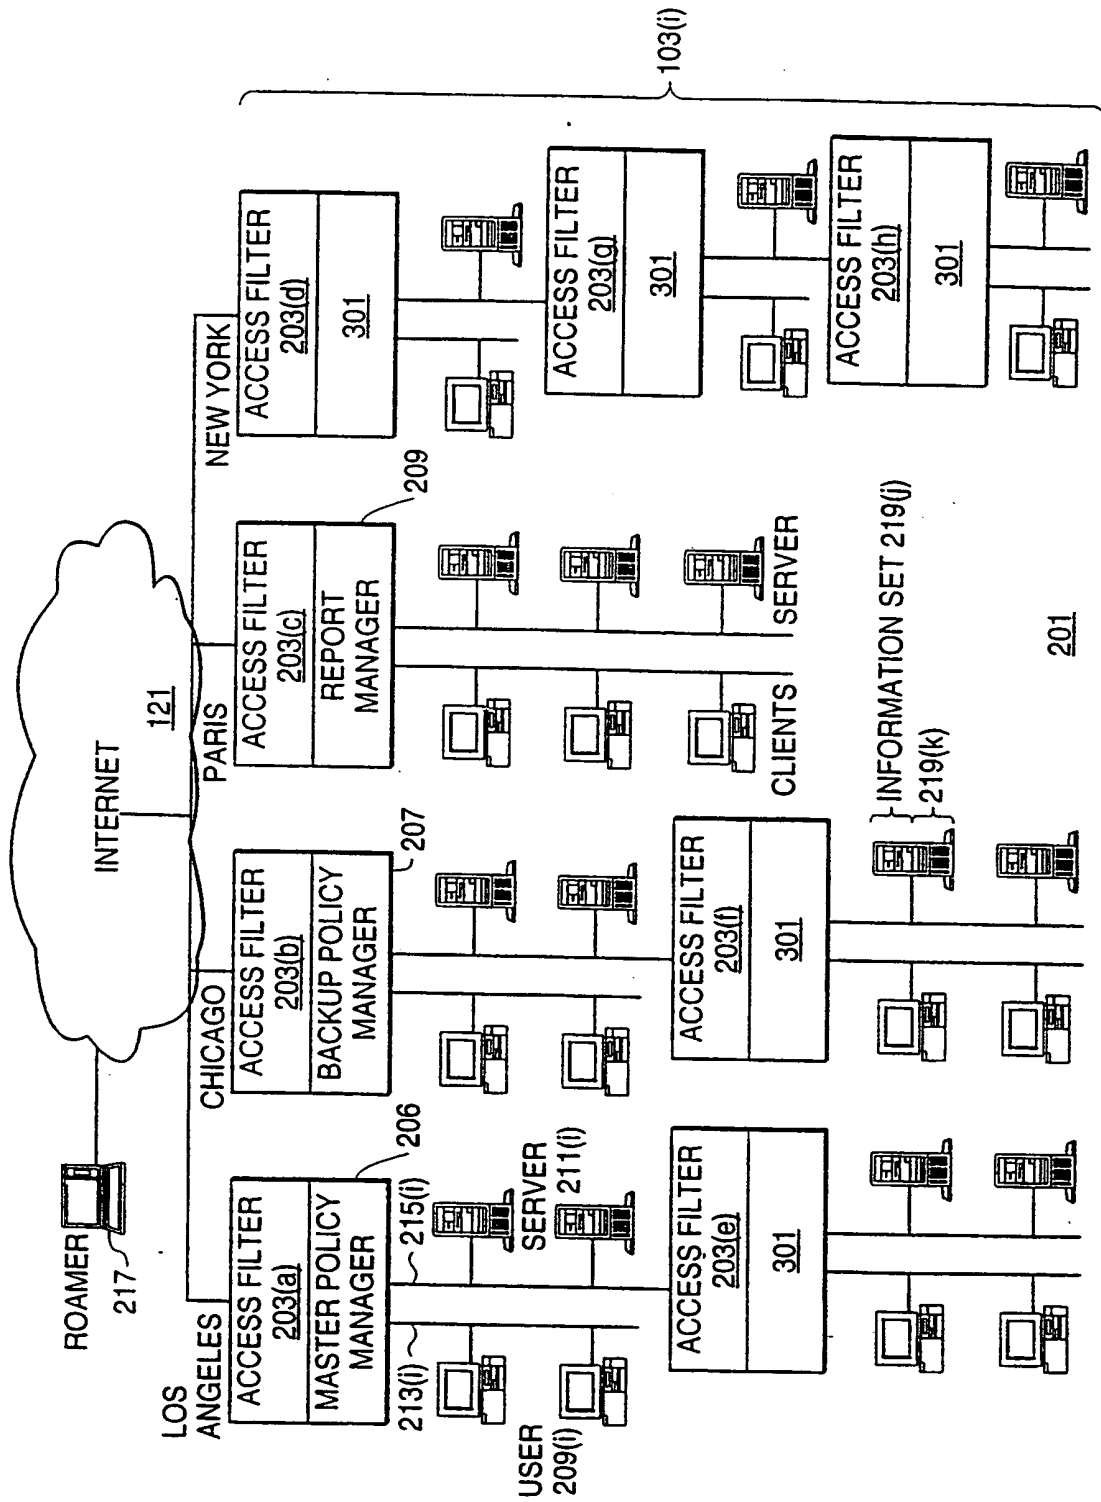 ROAMER
217
INTERNET
121
LOS
ANGELES
CHICAGO
PARIS
NEW YORK
ACCESS FILTER
203(a)
MASTER POLICY
MANAGER
206
ACCESS FILTER
203(b)
BACKUP POLICY
MANAGER
207
ACCESS FILTER
203(c)
REPORT
MANAGER
209
ACCESS FILTER
203(d)
301
103(i)
213(i)
215(i)
USER
209(i)
SERVER
211(i)
ACCESS FILTER
203(e)
301
ACCESS FILTER
203(f)
301
CLIENTS
SERVER
ACCESS FILTER
203(g)
301
ACCESS FILTER
203(h)
301
INFORMATION SET 219(j)
219(k)
201